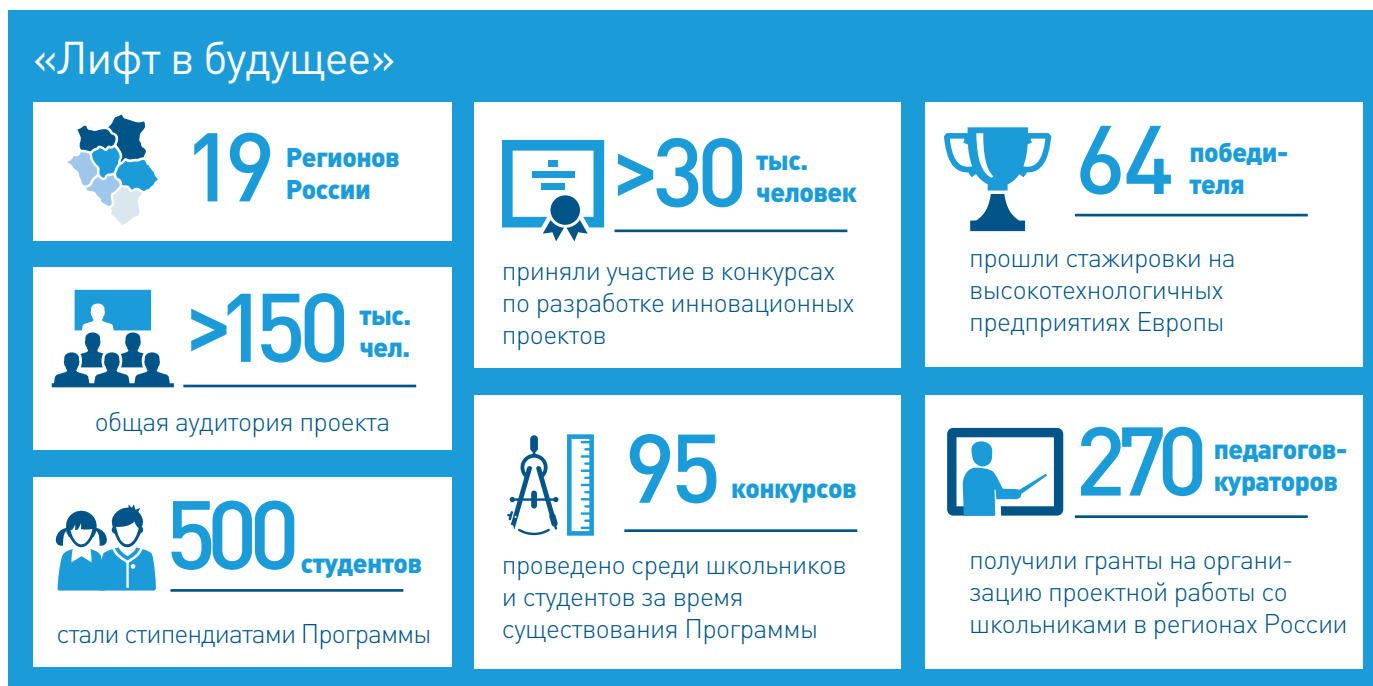 «Лифт в будущее»
19 Регионов
России
>150 тыс.
чел.
общая аудитория проекта
500 студентов
стали стипендиатами Программы
>30 тыс.
человек
приняли участие в конкурсах
по разработке инновационных
проектов
95 конкурсов
проведено среди школьников
и студентов за время
существования Программы
64 победи-
теля
прошли стажировки на
высокотехнологичных
предприятиях Европы
270 педагогов-
кураторов
получили гранты на органи-
зацию проектной работы со
школьниками в регионах России